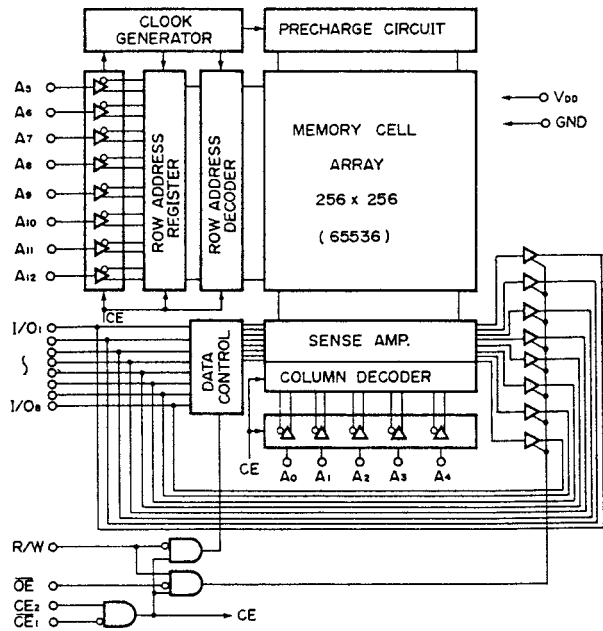 CLOOK GENERATOR
PRECHARGE CIRCUIT
A5
A6
A7
A8
A9
A10
A11
A12
ROW ADDRESS REGISTER
ROW ADDRESS DECODER
MEMORY CELL
ARRAY
256 x 256
(65536)
VDD
GND
CE
I/O1
I/O8
DATA CONTROL
SENSE AMP.
COLUMN DECODER
CE
A0 A1 A2 A3 A4
R/W
O̅E̅
CE2
C̅E̅1
CE